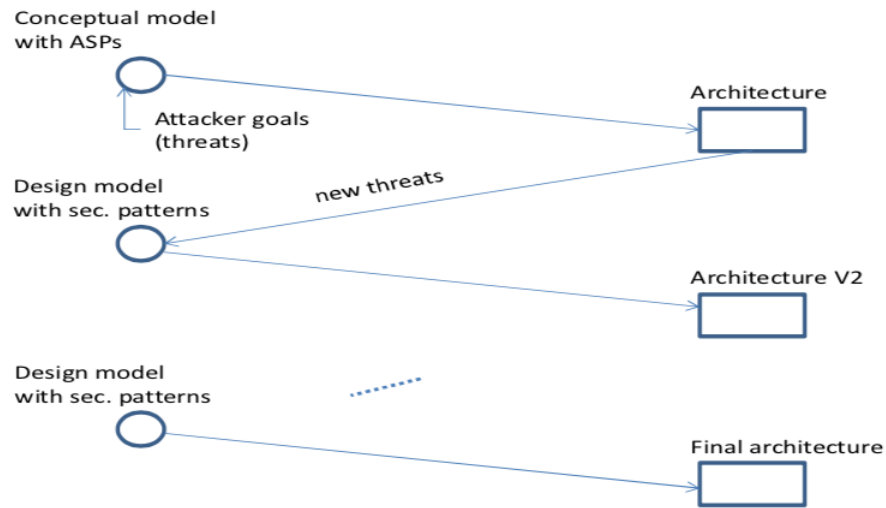 Conceptual model
with ASPs
Architecture
Attacker goals
(threats)
new threats
Design model
with sec. patterns
Architecture V2
Design model
with sec. patterns
Final architecture